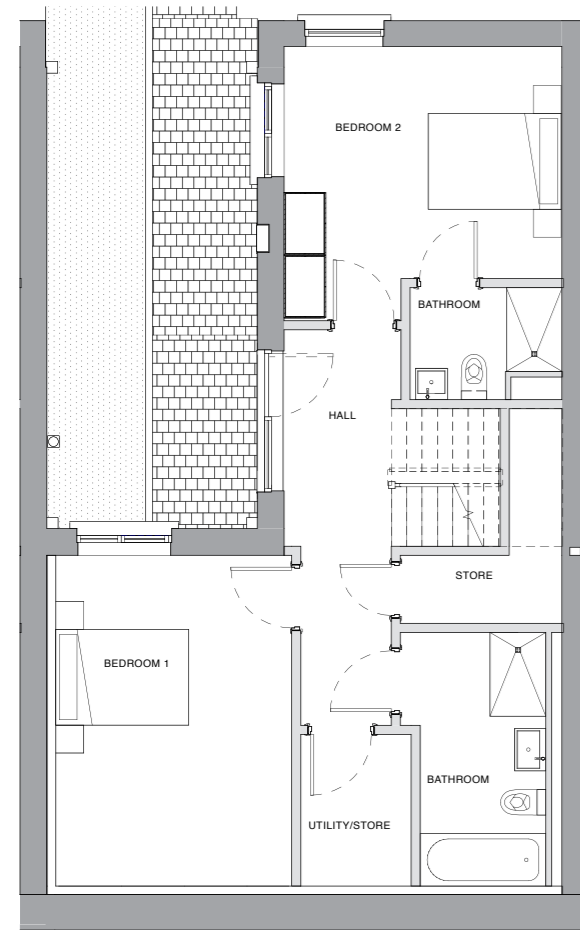 BEDROOM 2
BATHROOM
HALL
STORE
BEDROOM 1
BATHROOM
UTILITY/STORE